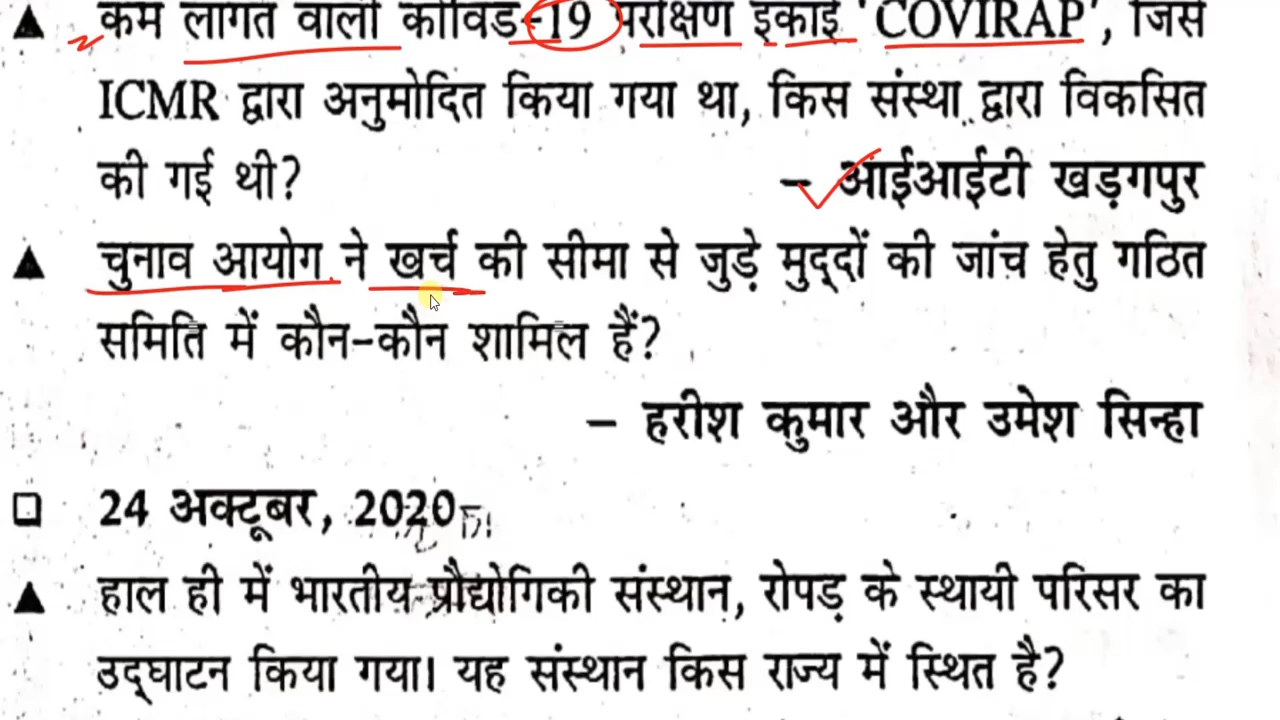 ▲ कम लागत वाली कोविड-19 परीक्षण इकाई 'COVIRAP', जिसे
ICMR द्वारा अनुमोदित किया गया था, किस संस्था द्वारा विकसित
की गई थी? – आईआईटी खड़गपुर
▲ चुनाव आयोग ने खर्च की सीमा से जुड़े मुद्दों की जांच हेतु गठित
समिति में कौन-कौन शामिल हैं?
– हरीश कुमार और उमेश सिन्हा
❑ 24 अक्टूबर, 2020
▲ हाल ही में भारतीय प्रौद्योगिकी संस्थान, रोपड़ के स्थायी परिसर का
उद्घाटन किया गया। यह संस्थान किस राज्य में स्थित है?